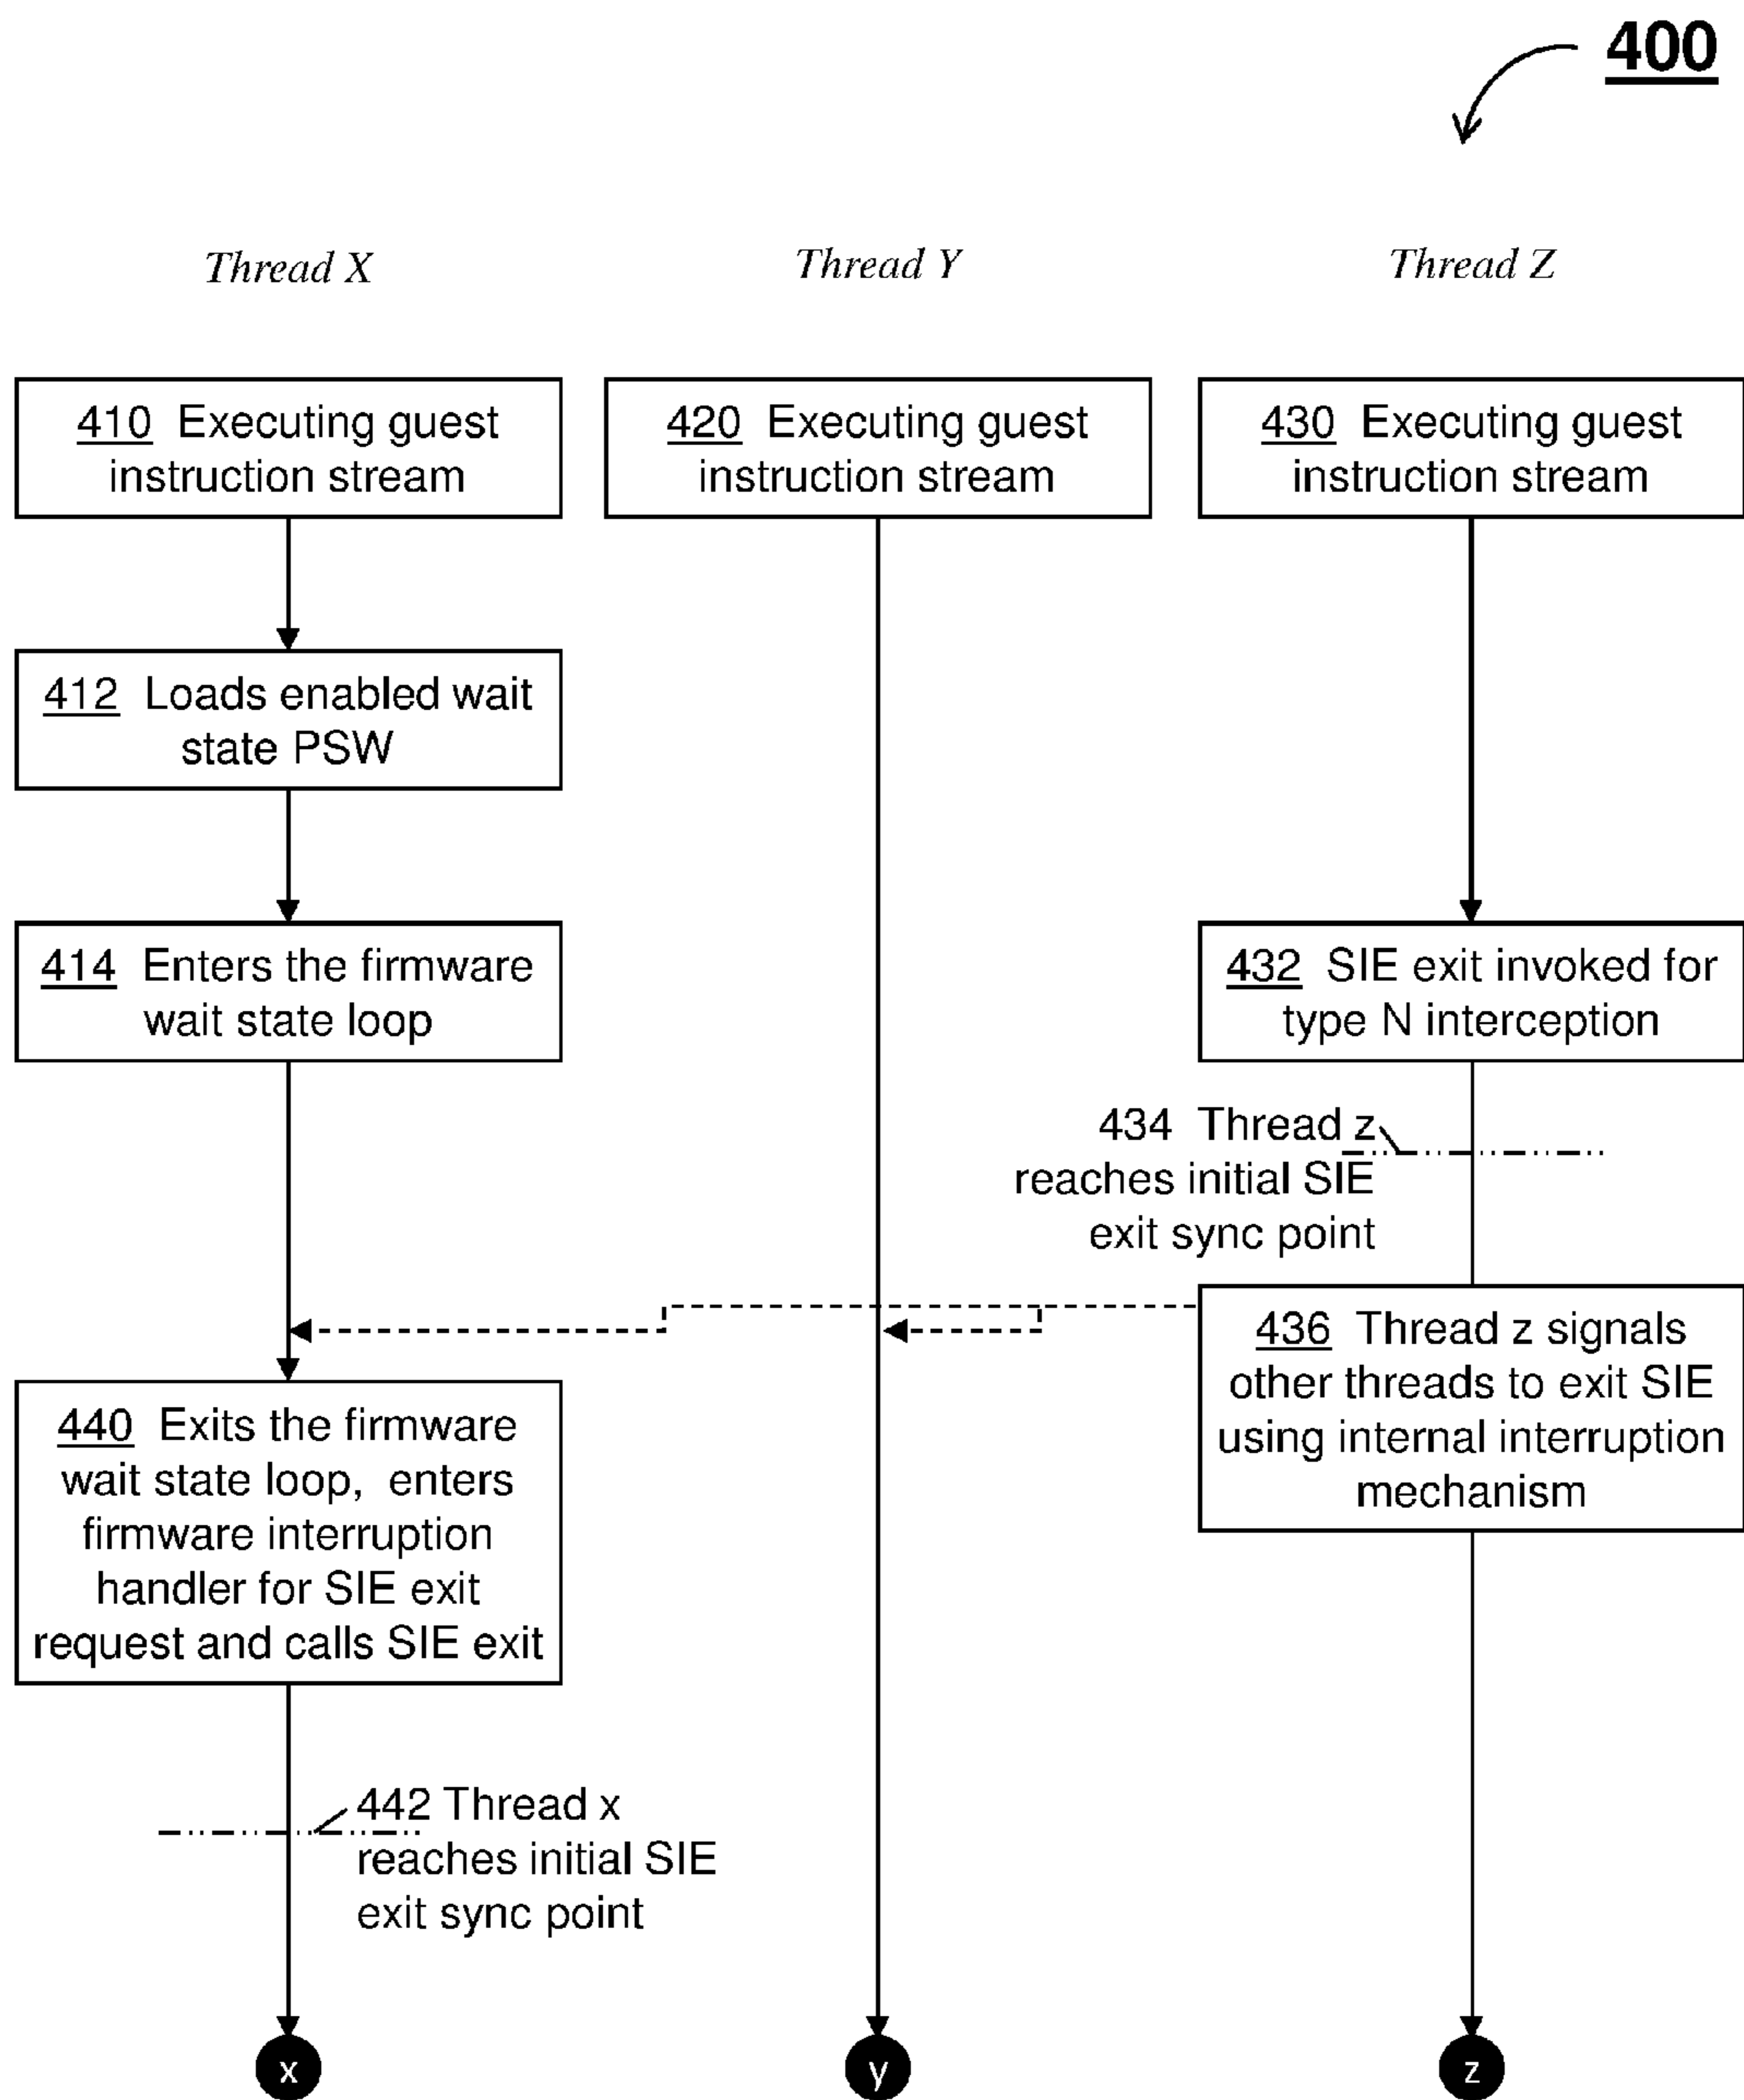 400
Thread X
Thread Y
Thread Z
410 Executing guest
instruction stream
420 Executing guest
instruction stream
430 Executing guest
instruction stream
412 Loads enabled wait
state PSW
414 Enters the firmware
wait state loop
432 SIE exit invoked for
type N interception
434 Thread z
reaches initial SIE
exit sync point
436 Thread z signals
other threads to exit SIE
using internal interruption
mechanism
440 Exits the firmware
wait state loop, enters
firmware interruption
handler for SIE exit
request and calls SIE exit
442 Thread x
reaches initial SIE
exit sync point
x
y
z